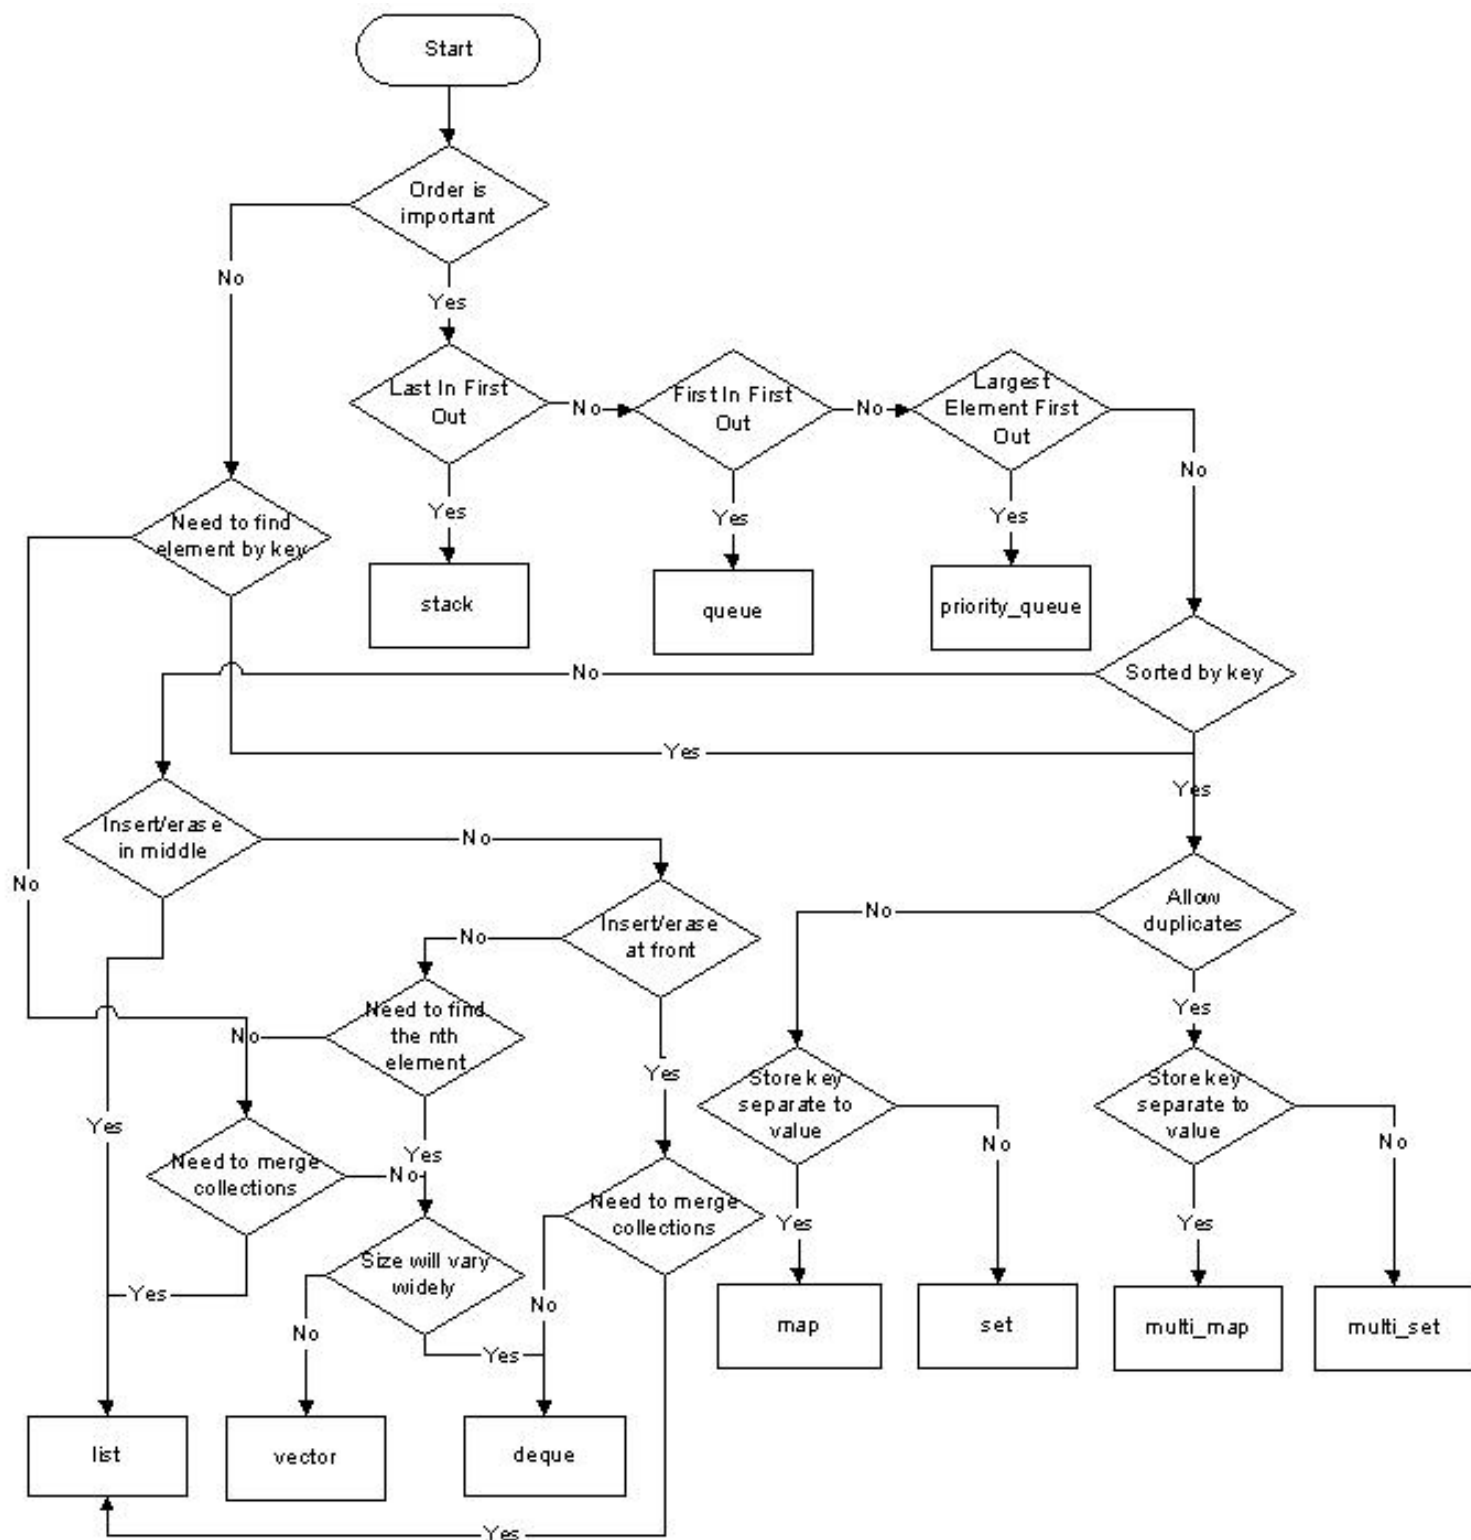 Start
Order is
important
No
Yes
Last In First
Out
No
First In First
Out
No
Largest
Element First
Out
No
Yes
Yes
Yes
Need to find
element by key
stack
queue
priority_queue
No
Sorted by key
Yes
Yes
Insert/erase
in middle
No
No
Allow
duplicates
No
Insert/erase
at front
No
Yes
Need to find
the nth
element
No
Yes
Store key
separate to
value
Store key
separate to
value
Yes
Yes
No
No
Need to merge
collections
No
Need to merge
collections
Yes
Yes
Size will vary
widely
Yes
No
No
Yes
map
set
multi_map
multi_set
list
vector
deque
Yes